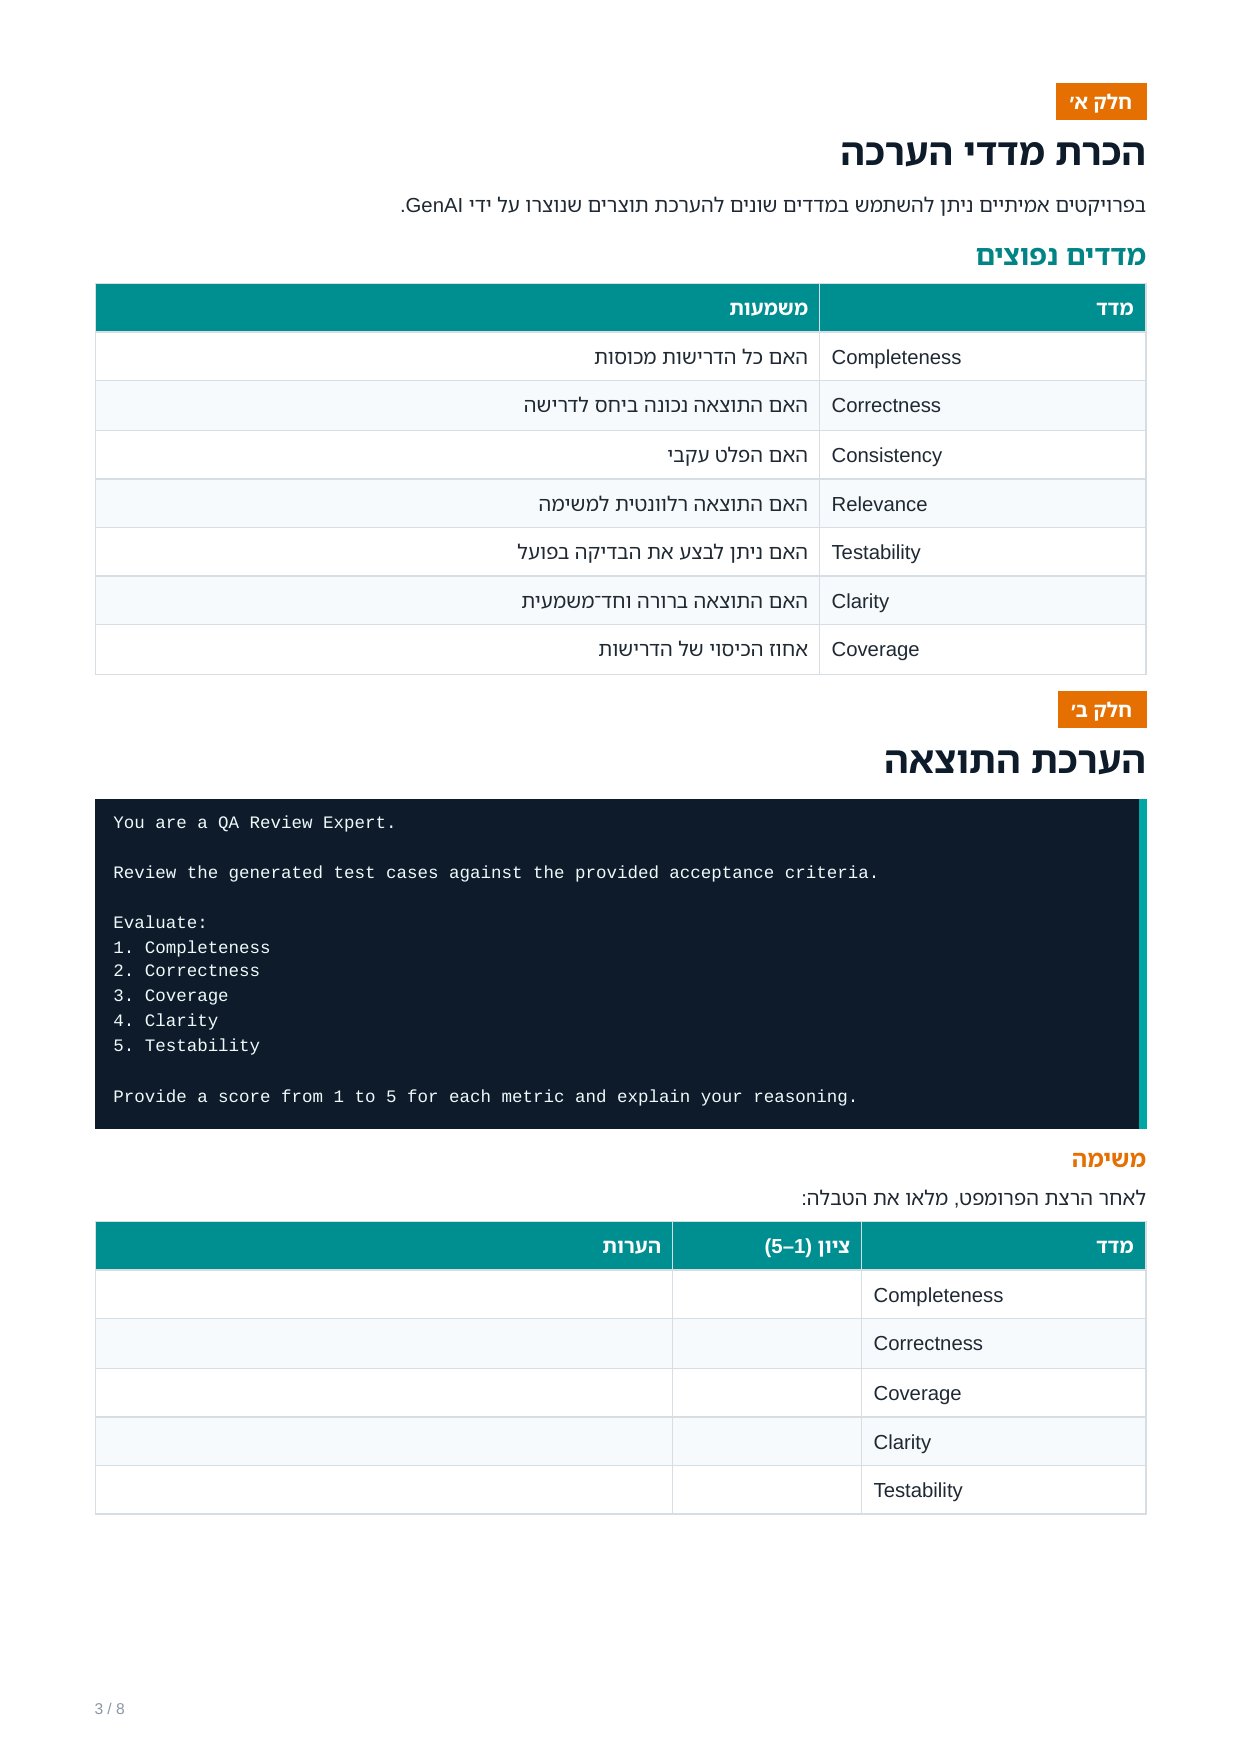 חלק א׳
הכרת מדדי הערכה
בפרויקטים אמיתיים ניתן להשתמש במדדים שונים להערכת תוצרים שנוצרו על ידי GenAI.
מדדים נפוצים
מדד משמעות
Completeness האם כל הדרישות מכוסות
Correctness האם התוצאה נכונה ביחס לדרישה
Consistency האם הפלט עקבי
Relevance האם התוצאה רלוונטית למשימה
Testability האם ניתן לבצע את הבדיקה בפועל
Clarity האם התוצאה ברורה וחד־משמעית
Coverage אחוז הכיסוי של הדרישות
חלק ב׳
הערכת התוצאה
You are a QA Review Expert.
Review the generated test cases against the provided acceptance criteria.
Evaluate:
1. Completeness
2. Correctness
3. Coverage
4. Clarity
5. Testability
Provide a score from 1 to 5 for each metric and explain your reasoning.
משימה
לאחר הרצת הפרומפט, מלאו את הטבלה:
מדד ציון (1–5) הערות
Completeness
Correctness
Coverage
Clarity
Testability
3 / 8